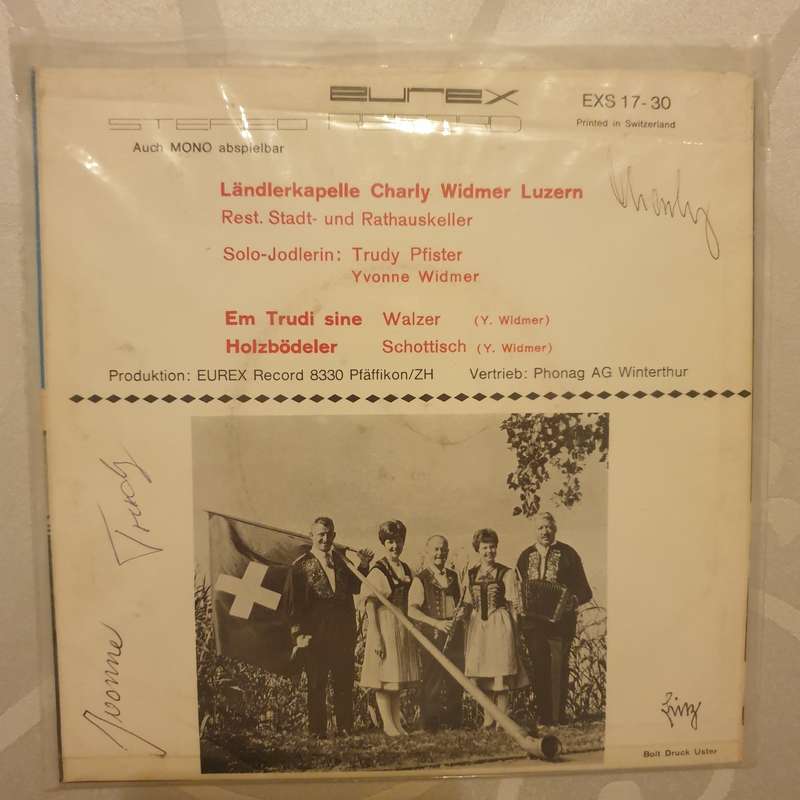 eurex
EXS 17-30
STEREO RECORD
Printed in Switzerland
Auch MONO abspielbar
Ländlerkapelle Charly Widmer Luzern
Rest. Stadt- und Rathauskeller
Solo-Jodlerin: Trudy Pfister
Yvonne Widmer
Em Trudi sine Walzer (Y. Widmer)
Holzbödeler Schottisch (Y. Widmer)
Produktion: EUREX Record 8330 Pfäffikon/ZH Vertrieb: Phonag AG Winterthur
Charly
Trudy
Yvonne
Fritz
Bolt Druck Uster